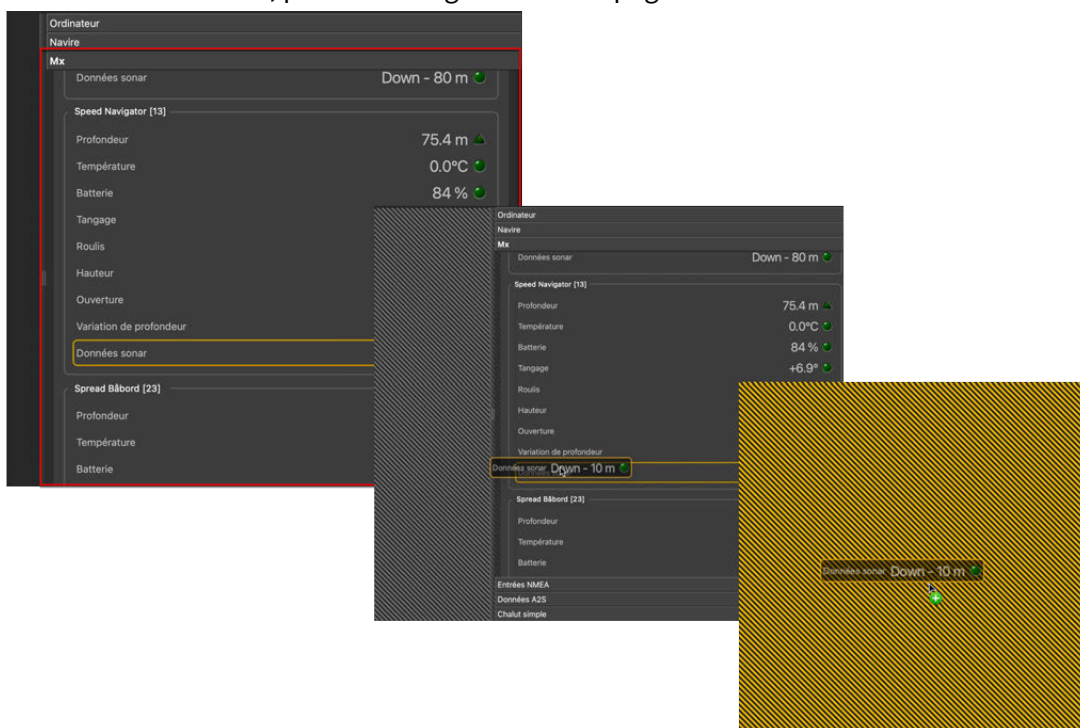 Ordinateur
Navire
Mx
Données sonar Down - 80 m
Speed Navigator [13]
Profondeur 75.4 m
Température 0.0°C
Batterie 84 %
Tangage
Roulis
Hauteur
Ouverture
Variation de profondeur
Données sonar
Spread Bâbord [23]
Profondeur
Température
Batterie
Ordinateur
Navire
Mx
Données sonar Down - 80 m
Speed Navigator [13]
Profondeur 75.4 m
Température 0.0°C
Batterie 84 %
Tangage +6.9°
Roulis
Hauteur
Ouverture
Variation de profondeur
Données sonar Down - 10 m
Spread Bâbord [23]
Profondeur
Température
Batterie
Entrées NMEA
Données A2S
Chalut simple
Données sonar Down - 10 m